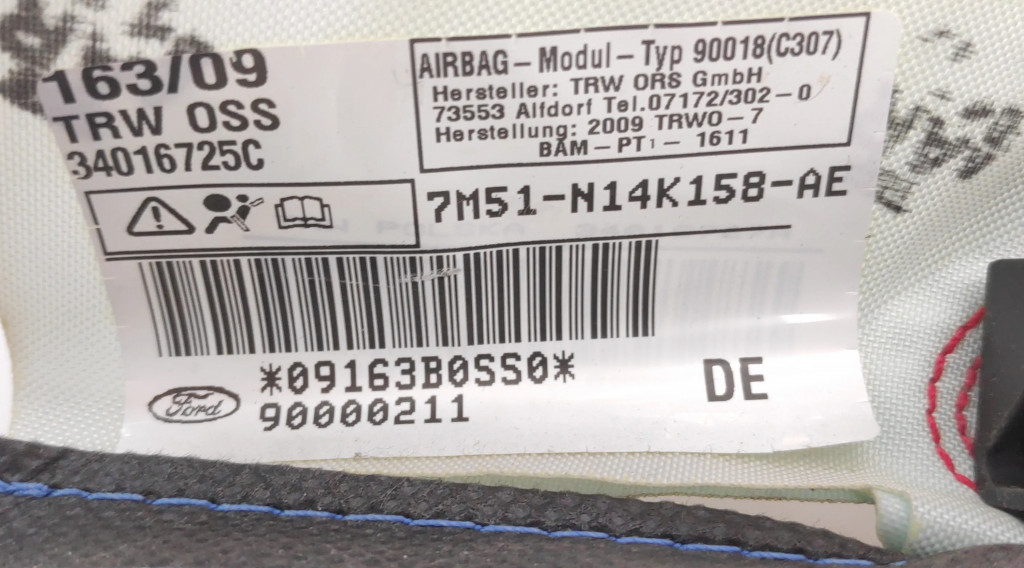 163/09
TRW OSS
34016725C
AIRBAG-Modul-Typ 90018(C307)
Hersteller: TRW ORS GmbH
73553 Alfdorf Tel.07172/302-0
Herstellung: 2009 TRWO-7
BAM-PT1- 1611
7M51-N14K158-AE
*09163B0SS0*
90000211
Ford
DE